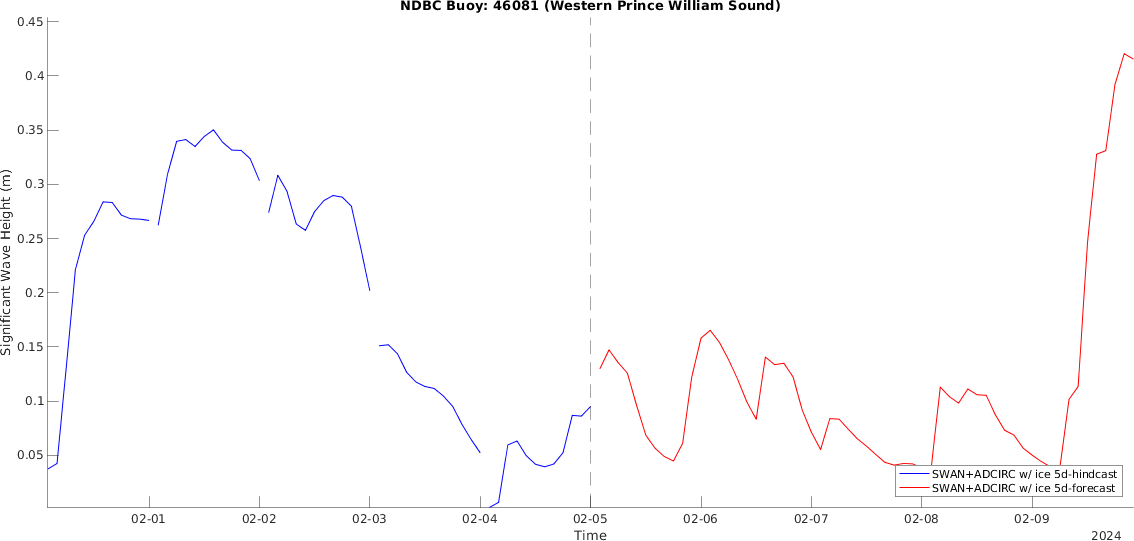 NDBC Buoy: 46081 (Western Prince William Sound)
0.45
0.4
0.35
0.3
0.25
0.2
0.15
0.1
0.05
Significant Wave Height (m)
SWAN+ADCIRC w/ ice 5d-hindcast
SWAN+ADCIRC w/ ice 5d-forecast
02-01 02-02 02-03 02-04 02-05 02-06 02-07 02-08 02-09
Time
2024